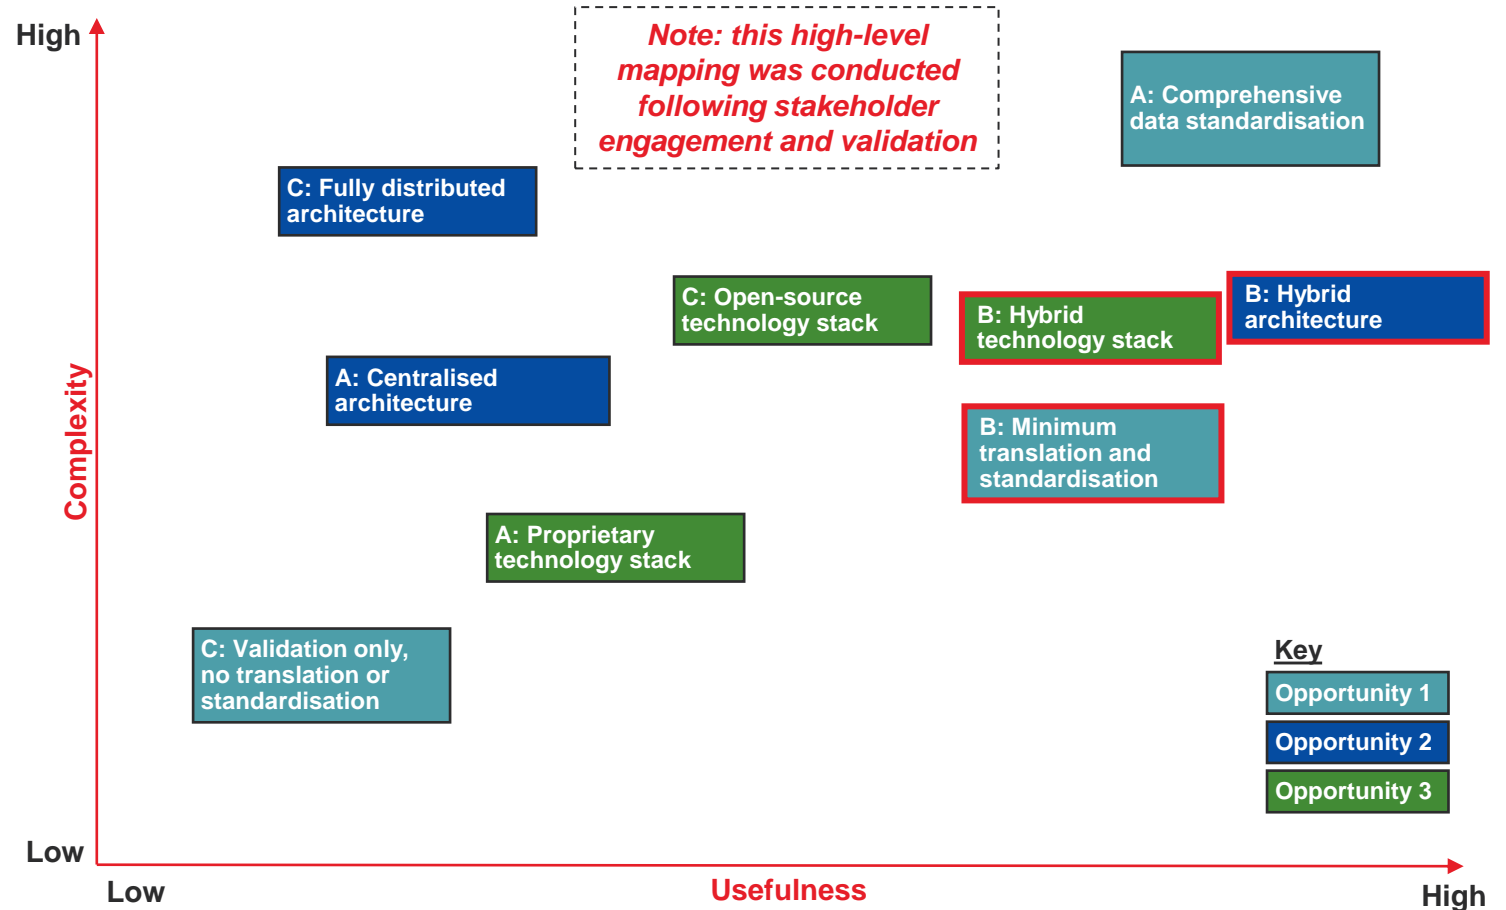 High
Note: this high-level
mapping was conducted
following stakeholder
engagement and validation
A: Comprehensive
data standardisation
C: Fully distributed
architecture
C: Open-source
technology stack
B: Hybrid
technology stack
B: Hybrid
architecture
A: Centralised
architecture
Complexity
B: Minimum
translation and
standardisation
A: Proprietary
technology stack
C: Validation only,
no translation or
standardisation
Key
Opportunity 1
Opportunity 2
Opportunity 3
Low
Low
Usefulness
High